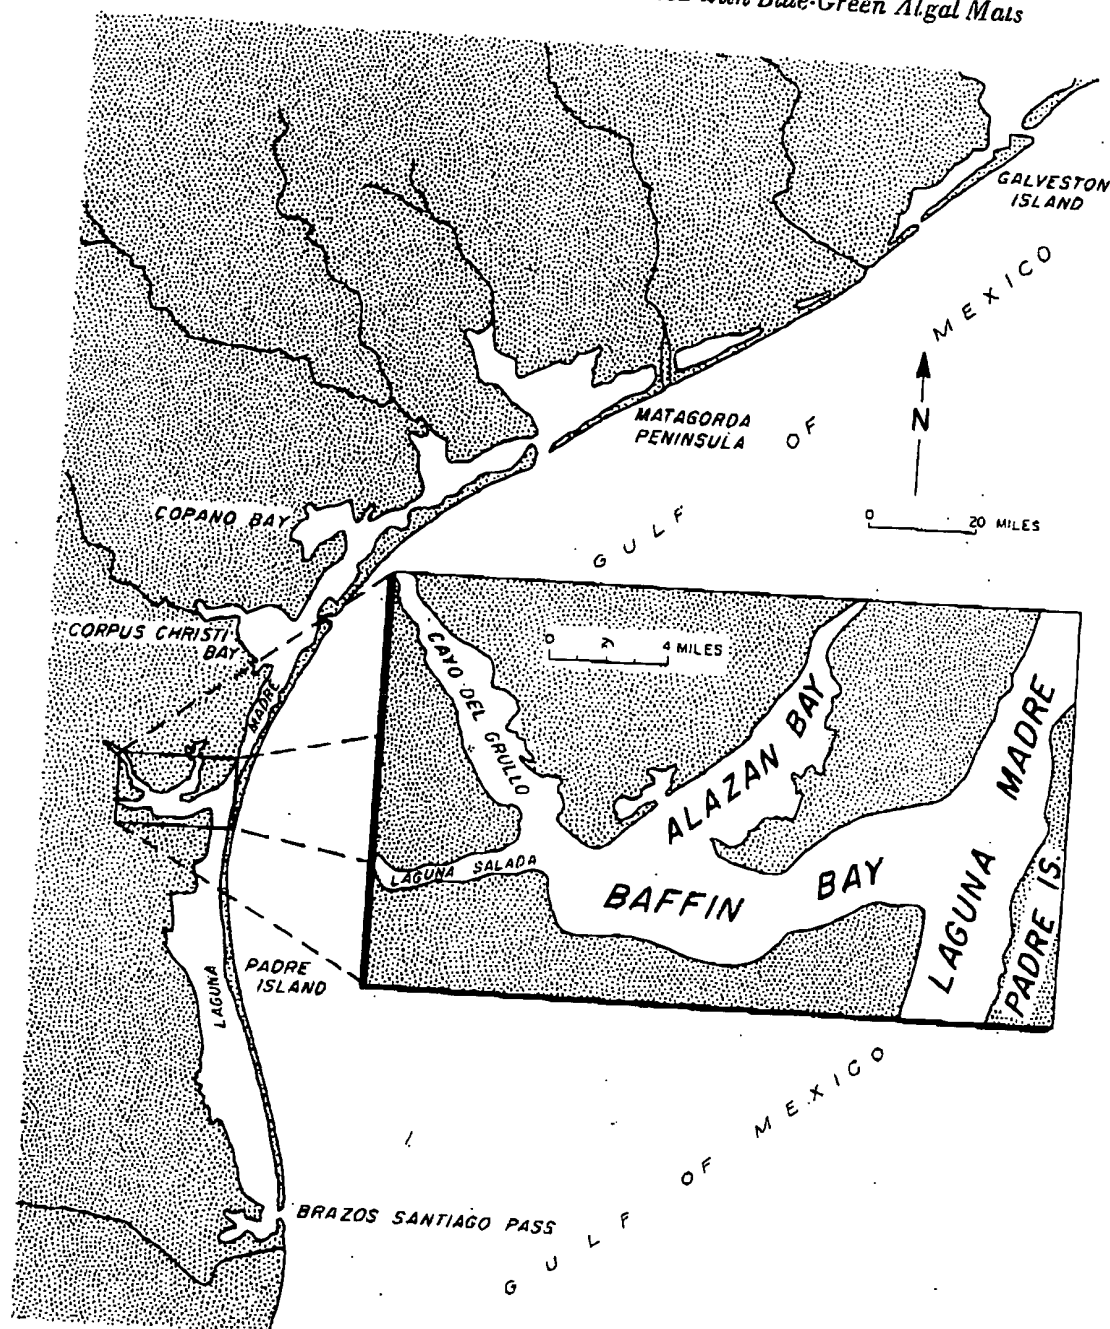 with Blue-Green Algal Mats
GALVESTON
ISLAND
GULF OF MEXICO
N
0 20 MILES
MATAGORDA
PENINSULA
COPANO BAY
CORPUS CHRISTI
BAY
LAGUNA MADRE
PADRE
ISLAND
BRAZOS SANTIAGO PASS
0 2 4 MILES
CAYO DEL GRULLO
ALAZAN BAY
LAGUNA SALADA
BAFFIN BAY
LAGUNA MADRE
PADRE IS.
GULF OF MEXICO